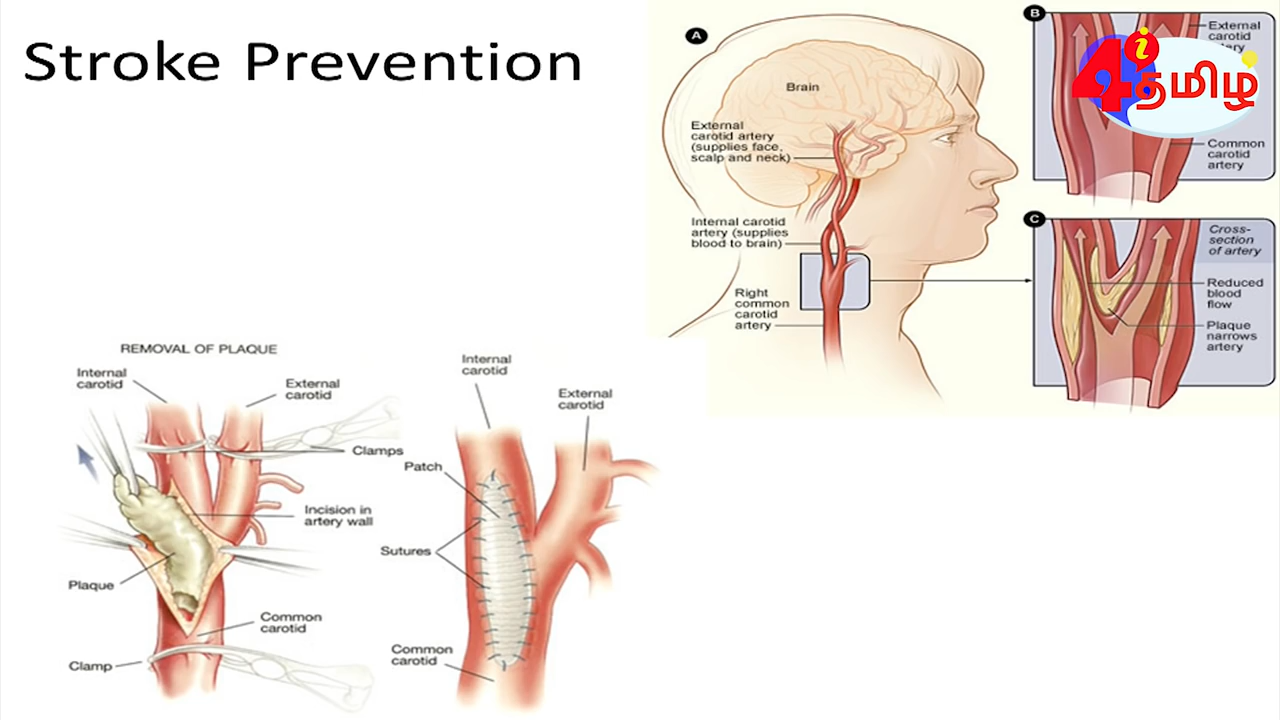 Stroke Prevention
A
Brain
External
carotid artery
(supplies face,
scalp and neck)
Internal carotid
artery (supplies
blood to brain)
Right
common
carotid
artery
B
External
carotid
4i
தமிழ்
Common
carotid
artery
C
Cross-
section
of artery
Reduced
blood
flow
Plaque
narrows
artery
REMOVAL OF PLAQUE
Internal
carotid
External
carotid
Clamps
Incision in
artery wall
Plaque
Common
carotid
Clamp
Internal
carotid
External
carotid
Patch
Sutures
Common
carotid